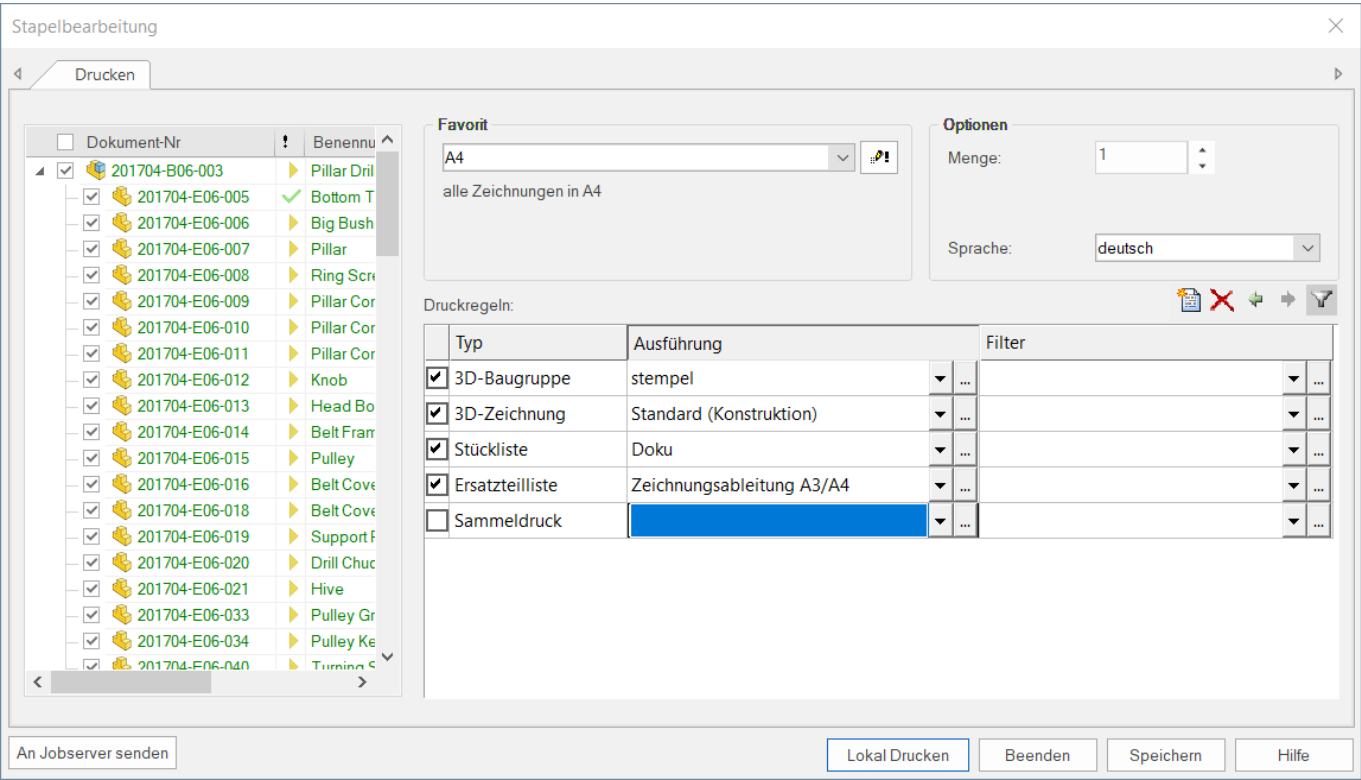 Stapelbearbeitung
Drucken
Dokument-Nr ! Benennu
201704-B06-003 Pillar Dril
201704-E06-005 Bottom T
201704-E06-006 Big Bush
201704-E06-007 Pillar
201704-E06-008 Ring Scre
201704-E06-009 Pillar Cor
201704-E06-010 Pillar Cor
201704-E06-011 Pillar Cor
201704-E06-012 Knob
201704-E06-013 Head Bo
201704-E06-014 Belt Fram
201704-E06-015 Pulley
201704-E06-016 Belt Cove
201704-E06-018 Belt Cove
201704-E06-019 Support F
201704-E06-020 Drill Chuc
201704-E06-021 Hive
201704-E06-033 Pulley Gr
201704-E06-034 Pulley Ke
201704-E06-040 Turning S
Favorit
A4
alle Zeichnungen in A4
Optionen
Menge: 1
Sprache: deutsch
Druckregeln:
Typ Ausführung Filter
3D-Baugruppe stempel ... ...
3D-Zeichnung Standard (Konstruktion) ... ...
Stückliste Doku ... ...
Ersatzteilliste Zeichnungsableitung A3/A4 ... ...
Sammeldruck ... ...
An Jobserver senden Lokal Drucken Beenden Speichern Hilfe